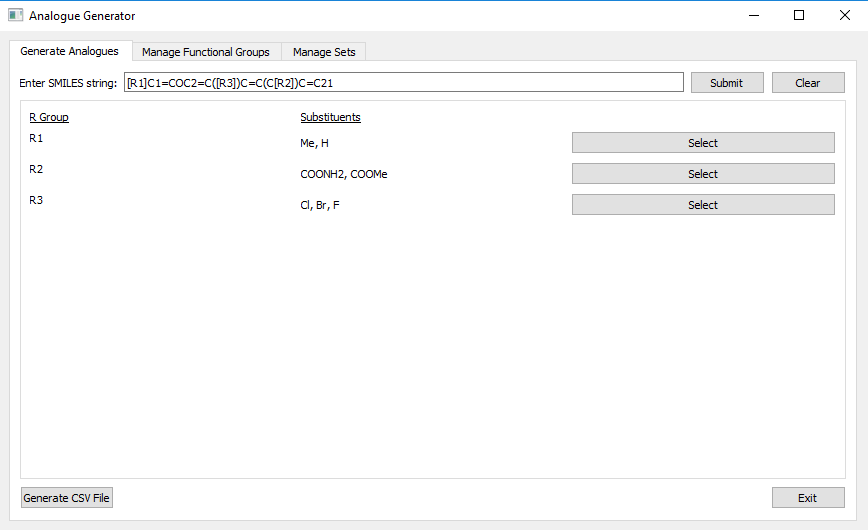 Analogue Generator
Generate Analogues Manage Functional Groups Manage Sets
Enter SMILES string: [R1]C1=COC2=C([R3])C=C(C[R2])C=C21 Submit Clear
R Group Substituents
R1 Me, H Select
R2 COONH2, COOMe Select
R3 Cl, Br, F Select
Generate CSV File Exit